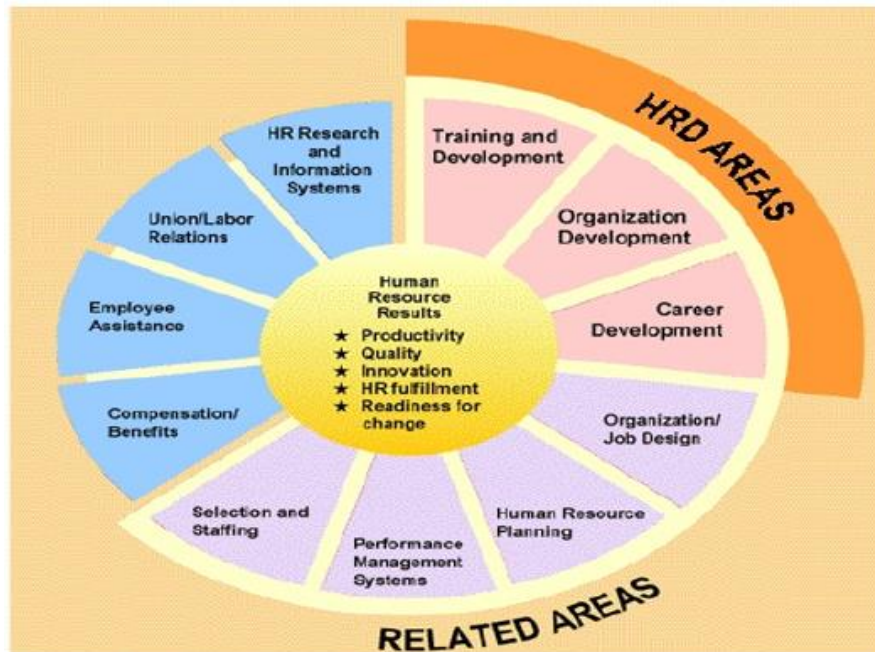 HRD AREAS
Training and
Development
Organization
Development
Career
Development
Organization/
Job Design
Human Resource
Planning
Performance
Management
Systems
Selection and
Staffing
Compensation/
Benefits
Employee
Assistance
Union/Labor
Relations
HR Research
and
Information
Systems
Human
Resource
Results
★ Productivity
★ Quality
★ Innovation
★ HR fulfillment
★ Readiness for
change
RELATED AREAS